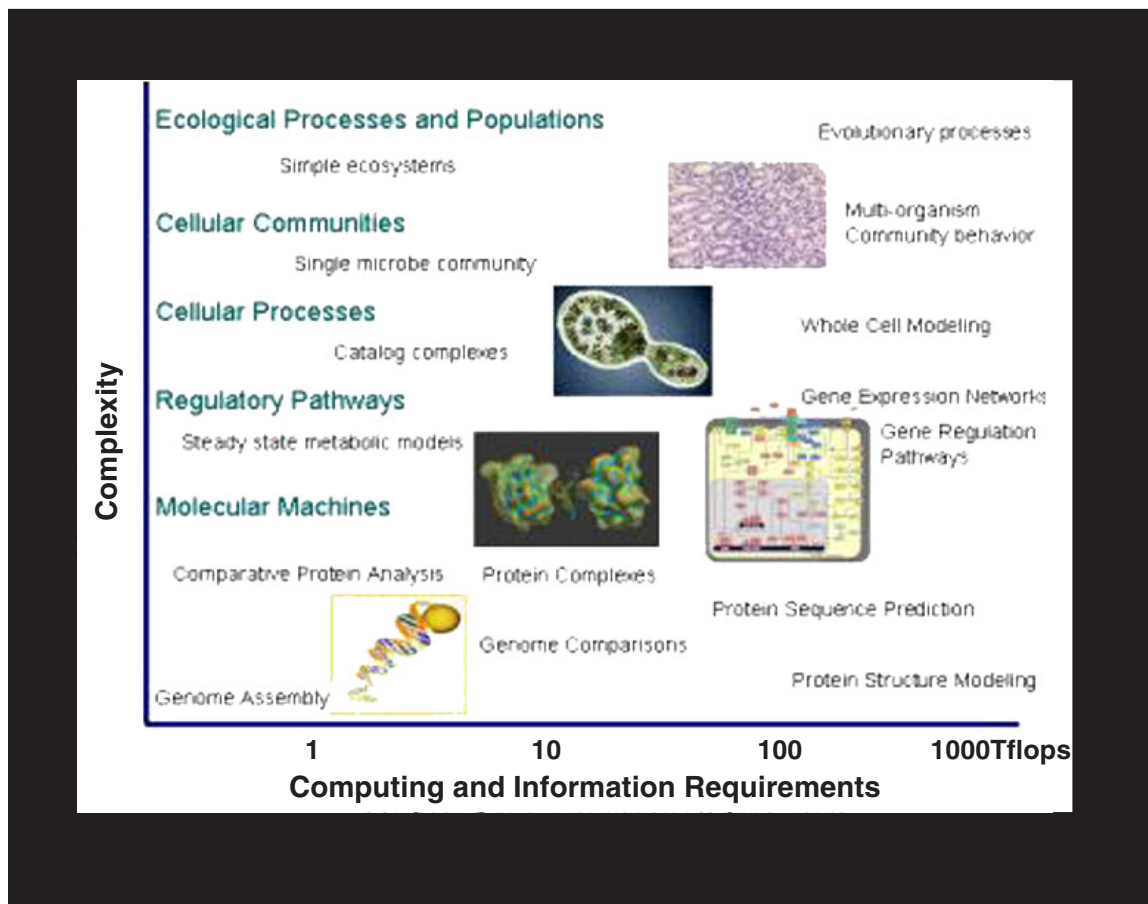 Ecological Processes and Populations
Evolutionary processes
Simple ecosystems
Cellular Communities
Multi-organism
Community behavior
Single microbe community
Cellular Processes
Whole Cell Modeling
Catalog complexes
Regulatory Pathways
Gene Expression Networks
Steady state metabolic models
Gene Regulation
Pathways
Molecular Machines
Comparative Protein Analysis
Protein Complexes
Protein Sequence Prediction
Genome Comparisons
Protein Structure Modeling
Genome Assembly
Complexity
1 10 100 1000Tflops
Computing and Information Requirements